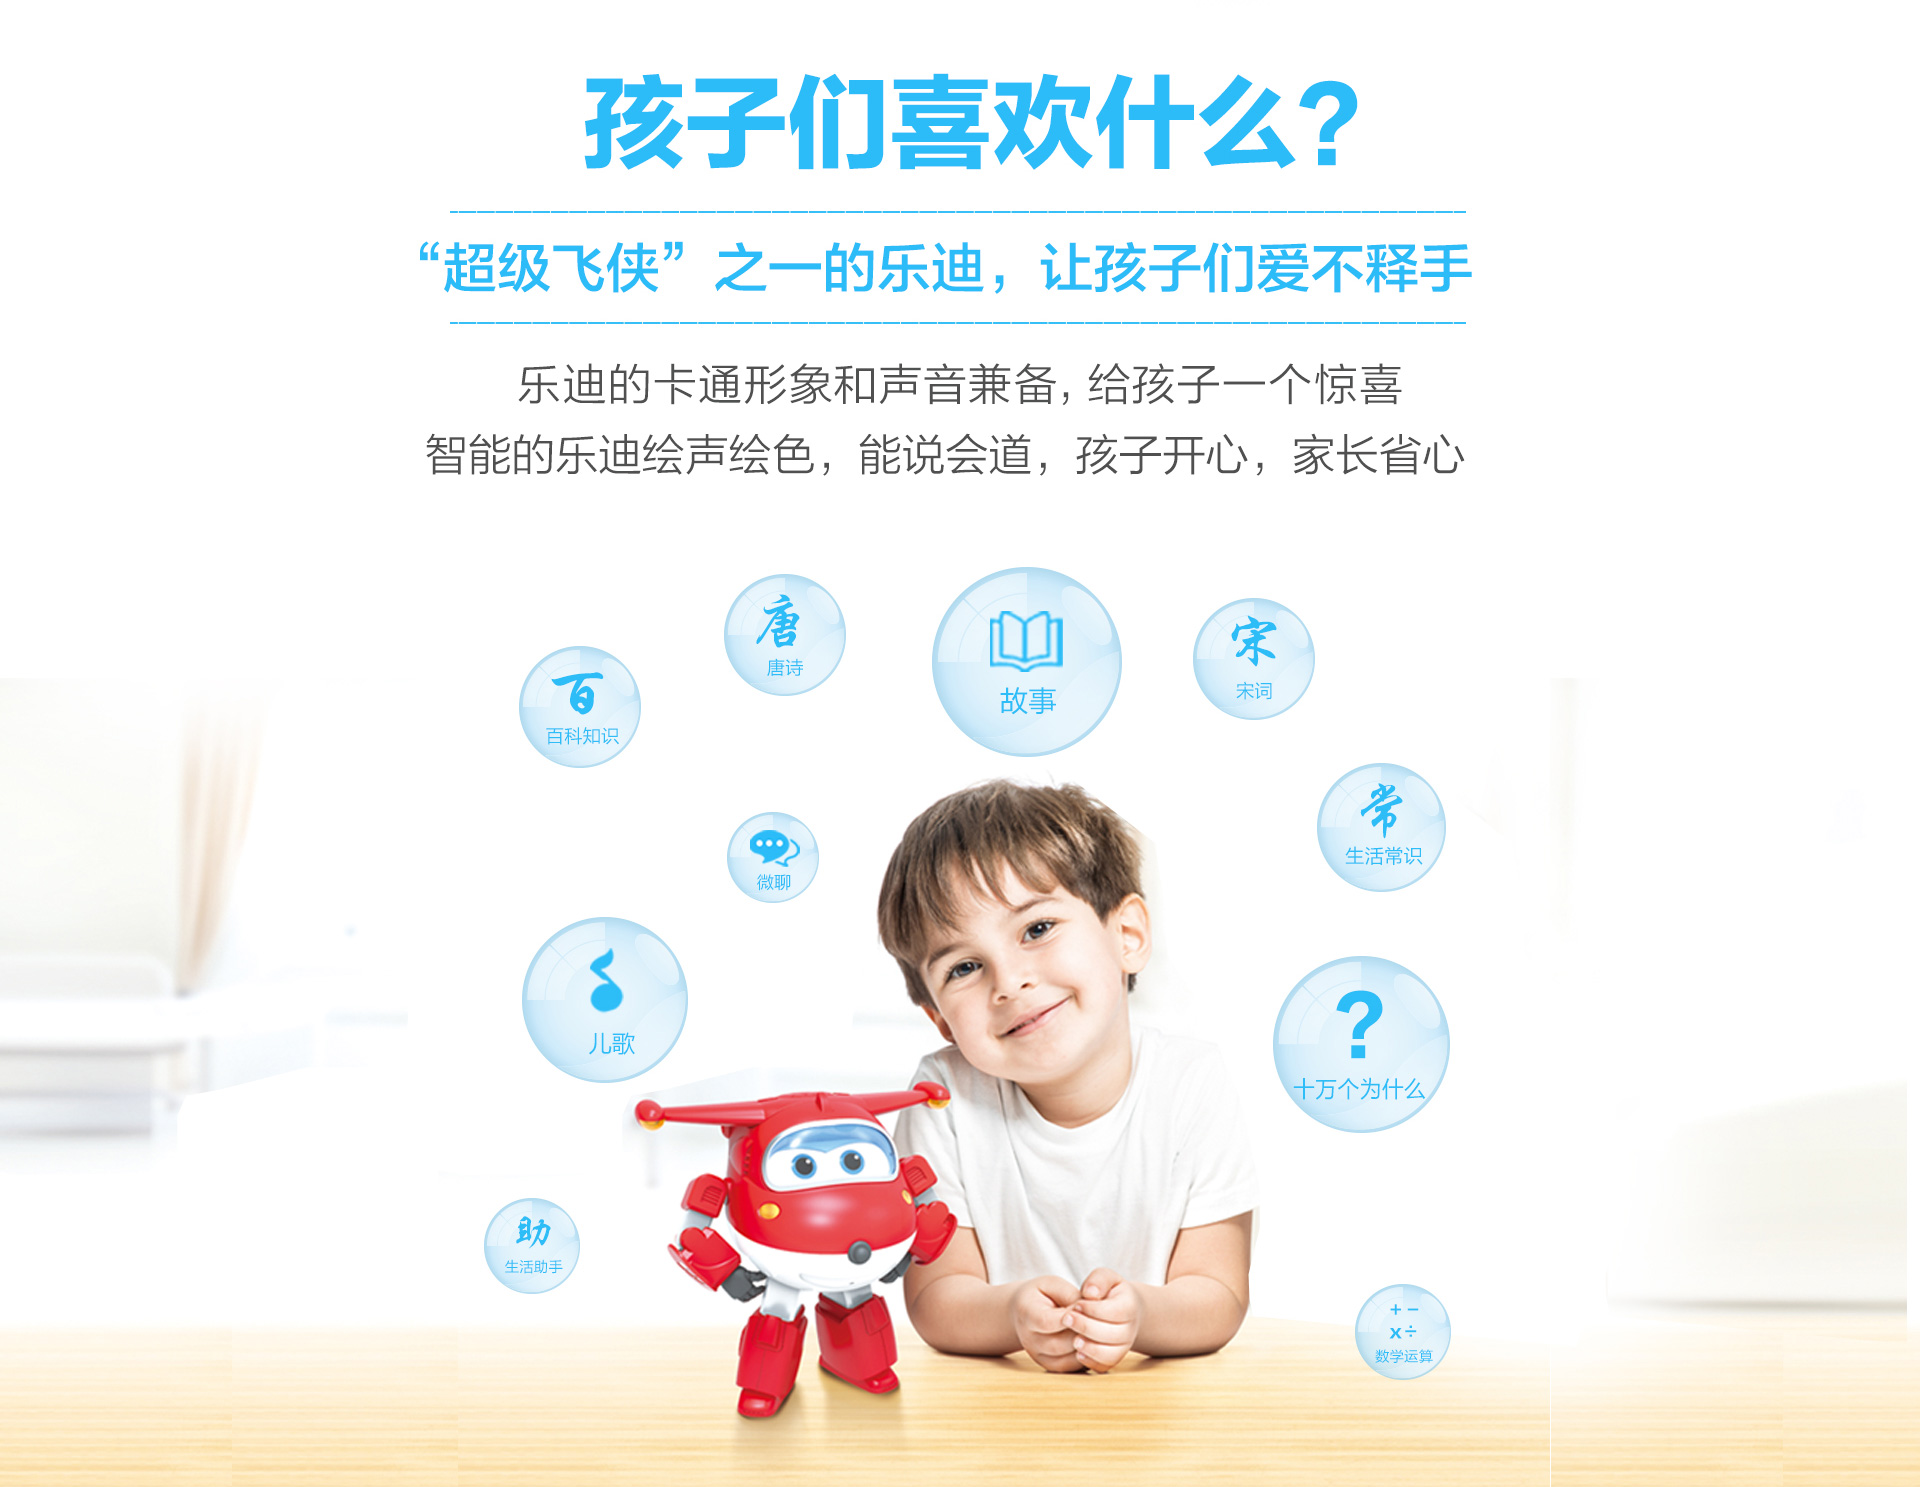 孩子们喜欢什么?
“超级飞侠”之一的乐迪，让孩子们爱不释手
乐迪的卡通形象和声音兼备，给孩子一个惊喜
智能的乐迪绘声绘色，能说会道，孩子开心，家长省心
唐
唐诗
故事
宋
宋词
百
百科知识
常
生活常识
微聊
儿歌
?
十万个为什么
助
生活助手
+ −
x ÷
数学运算